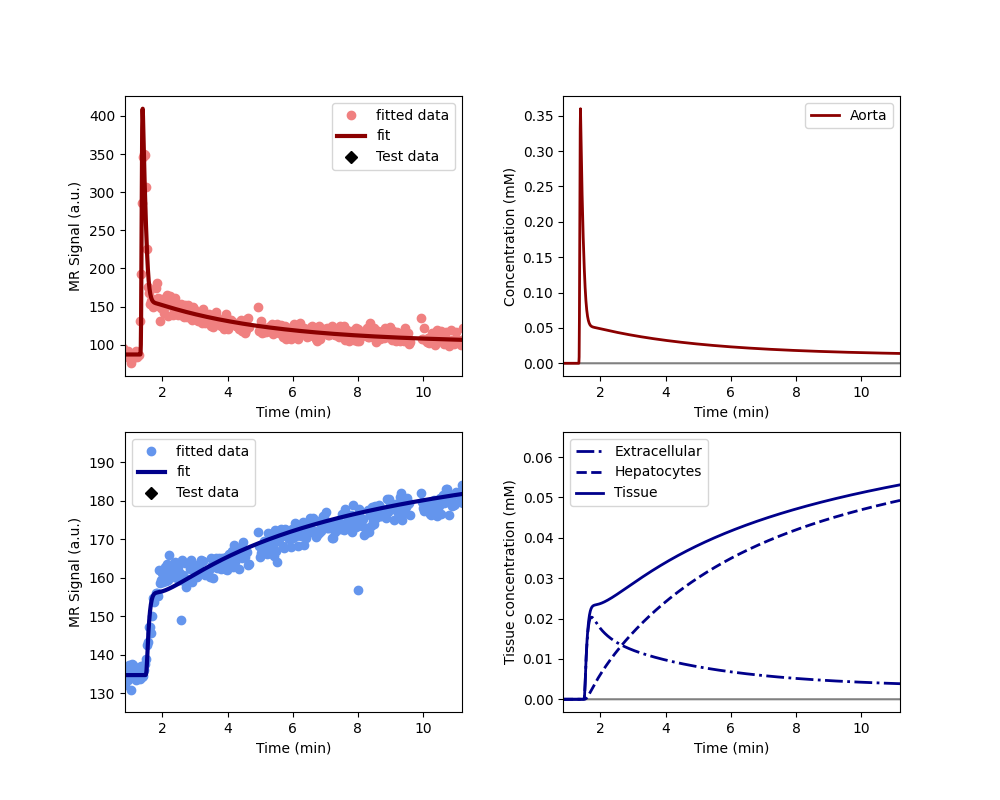 MR Signal (a.u.)
400
350
300
250
200
150
100
fitted data
fit
Test data
2
4
6
8
10
Time (min)
Concentration (mM)
0.35
0.30
0.25
0.20
0.15
0.10
0.05
0.00
Aorta
2
4
6
8
10
Time (min)
MR Signal (a.u.)
190
180
170
160
150
140
130
fitted data
fit
Test data
2
4
6
8
10
Time (min)
Tissue concentration (mM)
0.06
0.05
0.04
0.03
0.02
0.01
0.00
Extracellular
Hepatocytes
Tissue
2
4
6
8
10
Time (min)